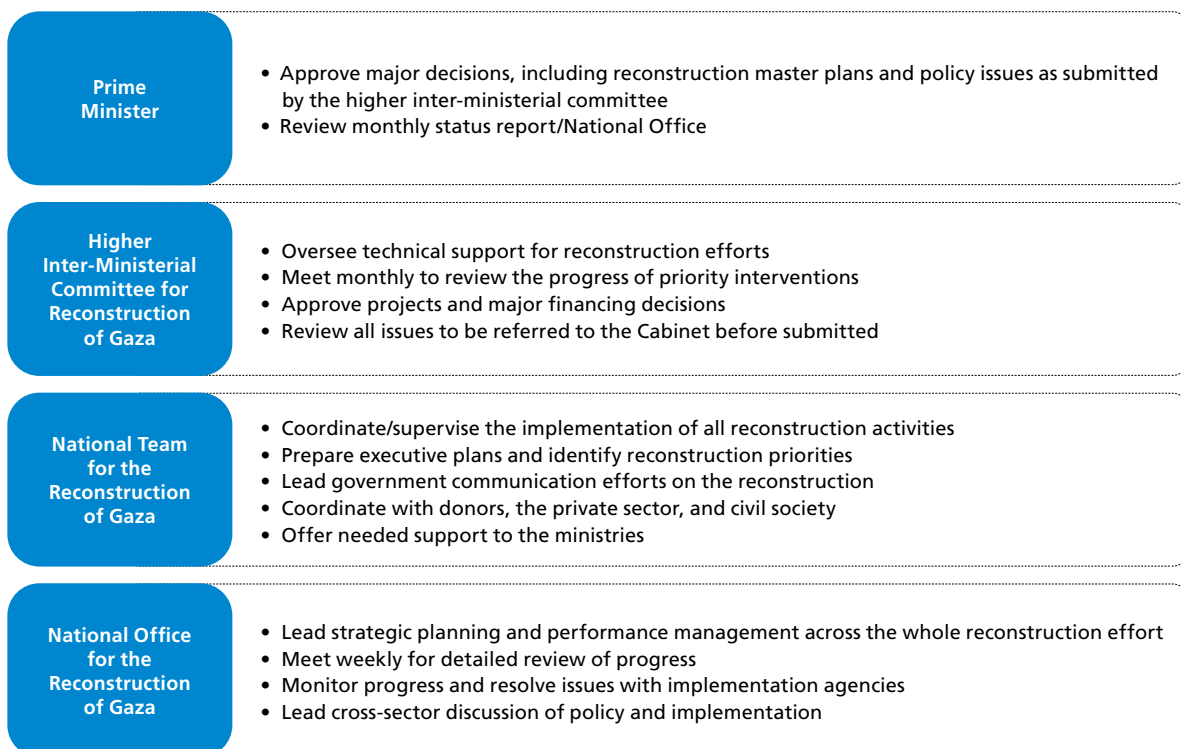 Prime
Minister
• Approve major decisions, including reconstruction master plans and policy issues as submitted
by the higher inter-ministerial committee
• Review monthly status report/National Office
Higher
Inter-Ministerial
Committee for
Reconstruction
of Gaza
• Oversee technical support for reconstruction efforts
• Meet monthly to review the progress of priority interventions
• Approve projects and major financing decisions
• Review all issues to be referred to the Cabinet before submitted
National Team
for the
Reconstruction
of Gaza
• Coordinate/supervise the implementation of all reconstruction activities
• Prepare executive plans and identify reconstruction priorities
• Lead government communication efforts on the reconstruction
• Coordinate with donors, the private sector, and civil society
• Offer needed support to the ministries
National Office
for the
Reconstruction
of Gaza
• Lead strategic planning and performance management across the whole reconstruction effort
• Meet weekly for detailed review of progress
• Monitor progress and resolve issues with implementation agencies
• Lead cross-sector discussion of policy and implementation